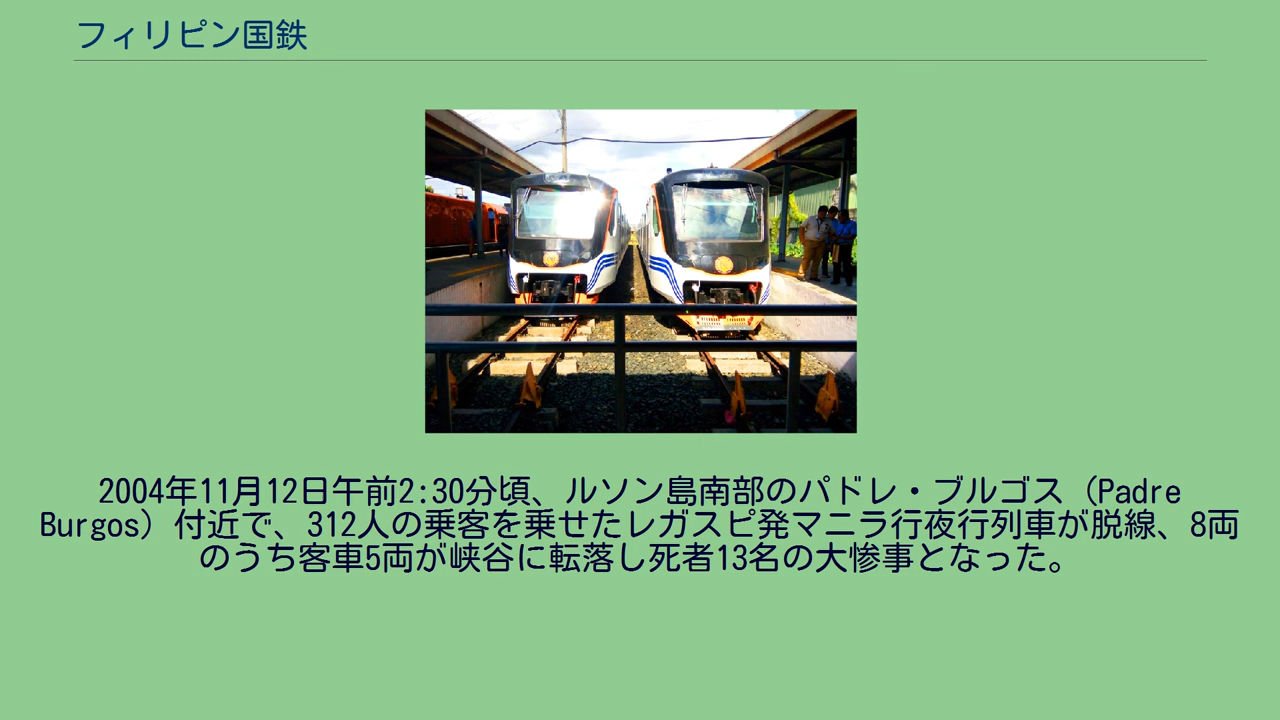 フィリピン国鉄
2004年11月12日午前2:30分頃、ルソン島南部のパドレ・ブルゴス（Padre
Burgos）付近で、312人の乗客を乗せたレガスピ発マニラ行夜行列車が脱線、8両
のうち客車5両が峡谷に転落し死者13名の大惨事となった。